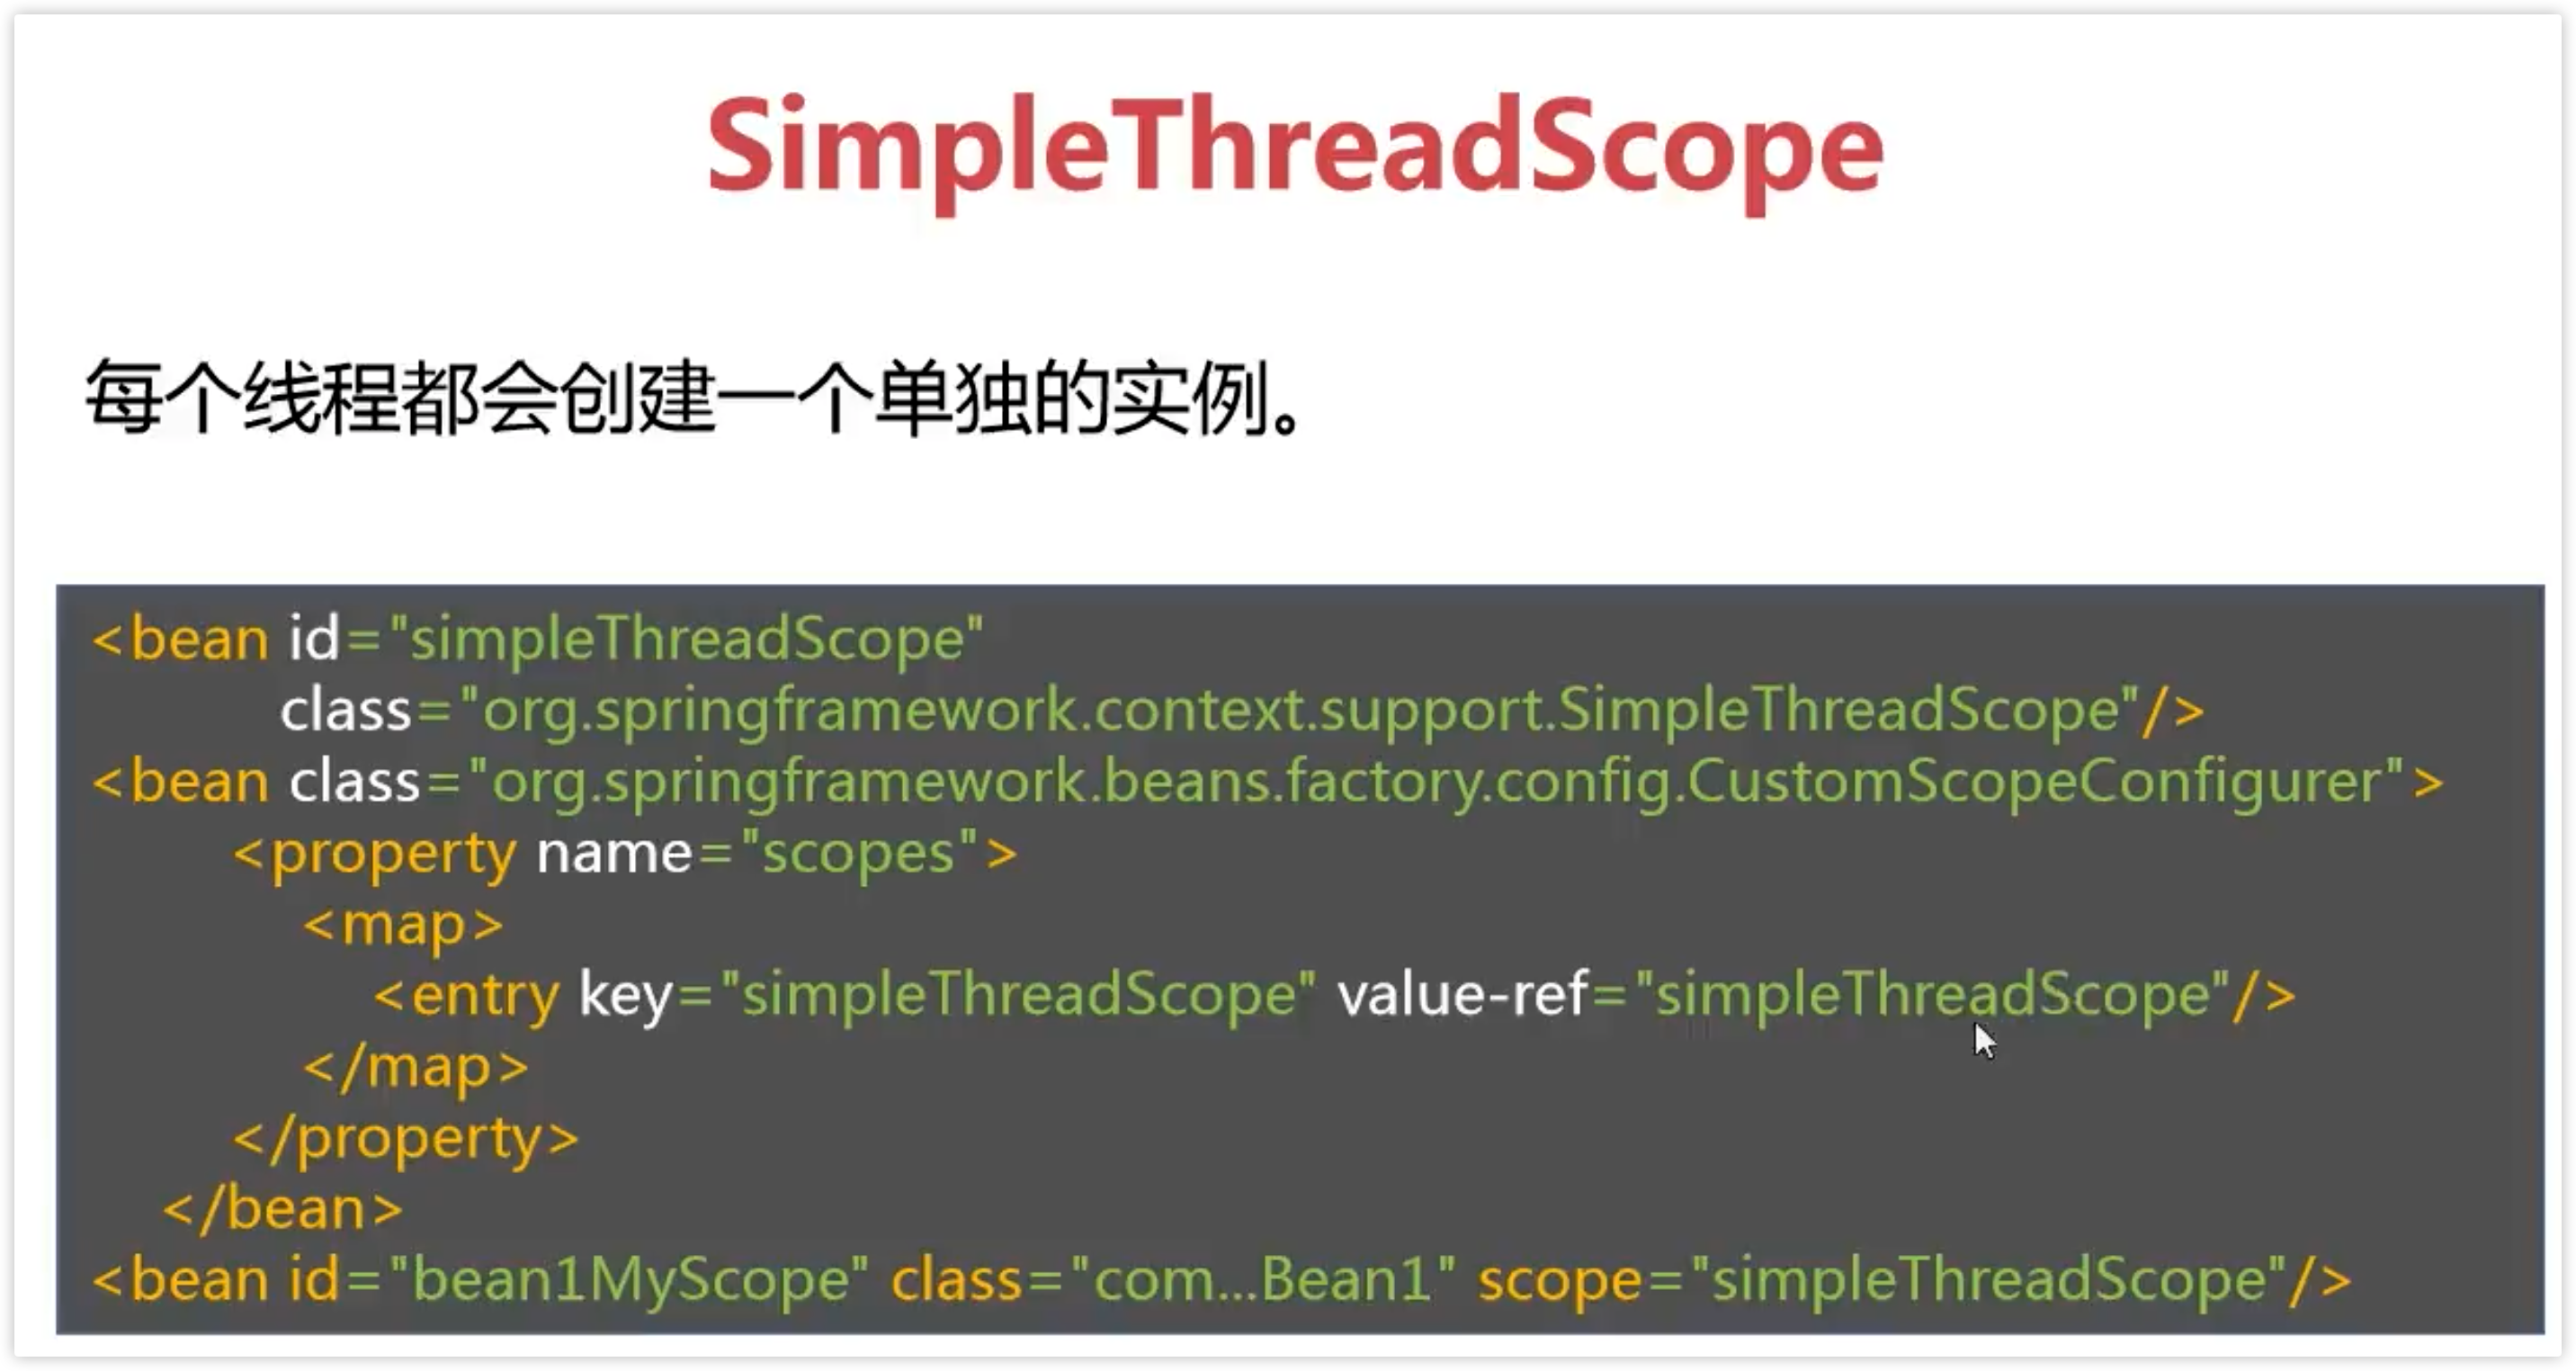 SimpleThreadScope
每个线程都会创建一个单独的实例。
<bean id="simpleThreadScope"
class="org.springframework.context.support.SimpleThreadScope"/>
<bean class="org.springframework.beans.factory.config.CustomScopeConfigurer">
<property name="scopes">
<map>
<entry key="simpleThreadScope" value-ref="simpleThreadScope"/>
</map>
</property>
</bean>
<bean id="bean1MyScope" class="com...Bean1" scope="simpleThreadScope"/>